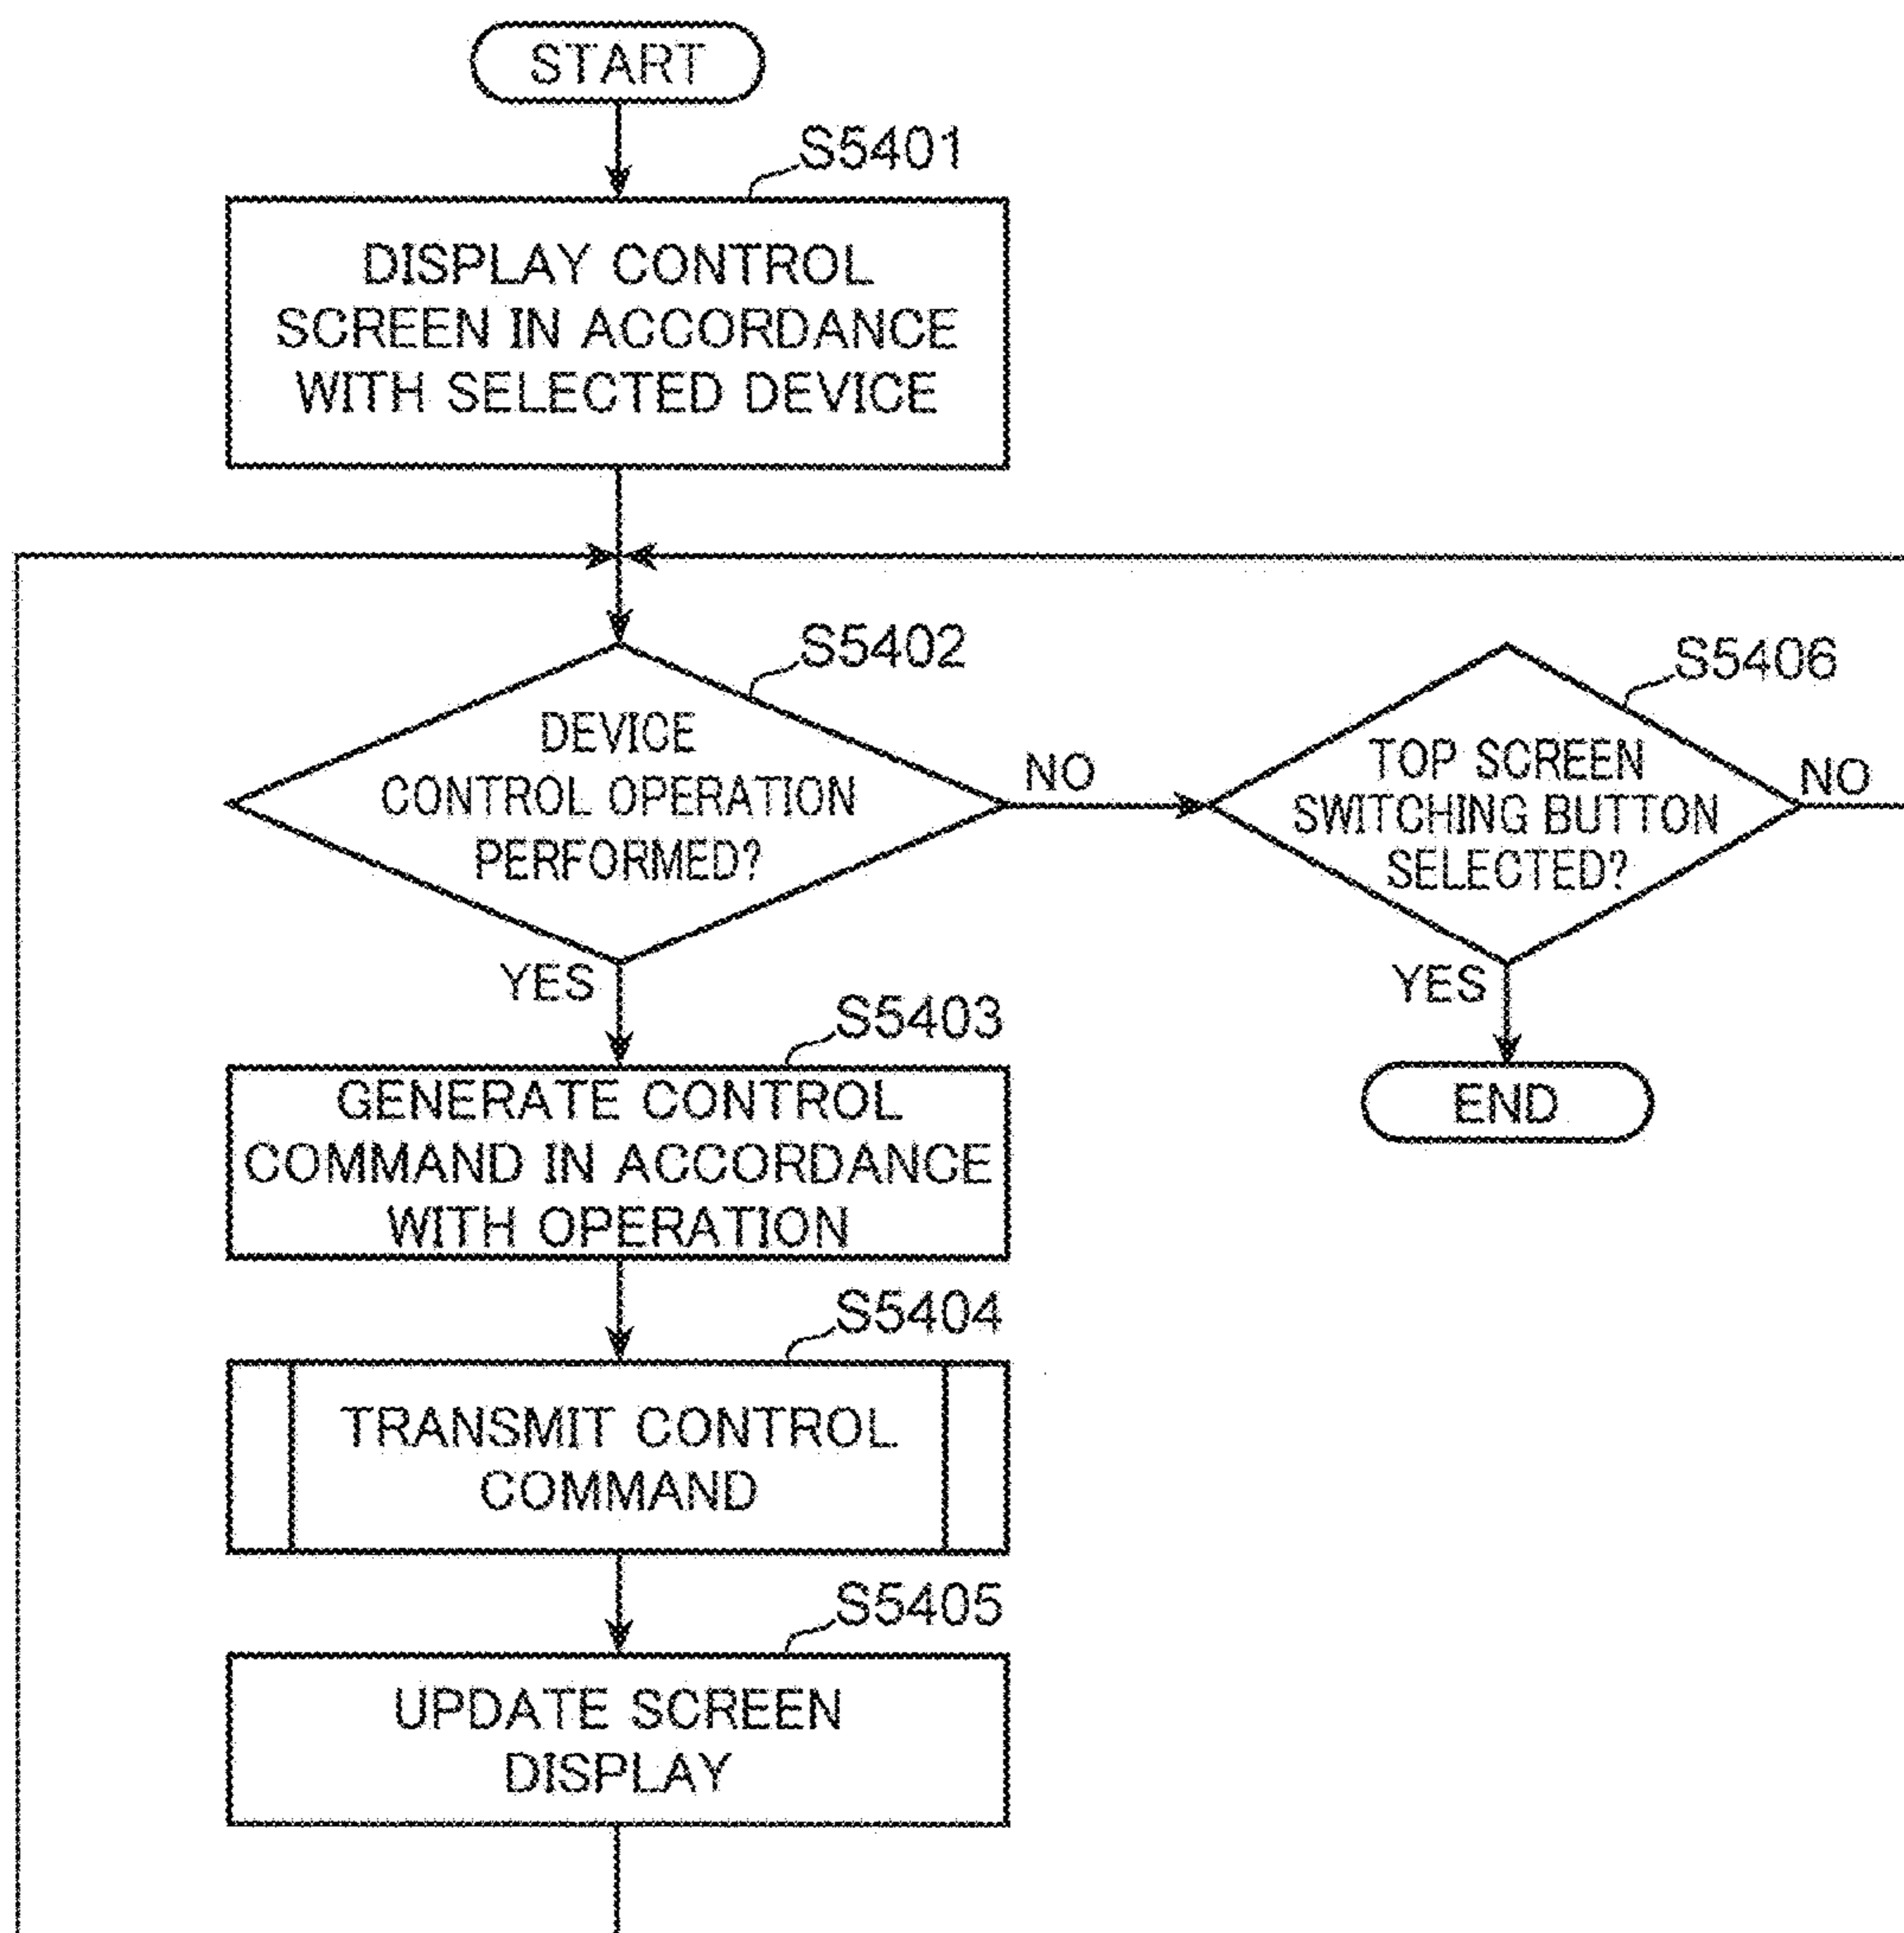 START
S5401
DISPLAY CONTROL
SCREEN IN ACCORDANCE
WITH SELECTED DEVICE
S5402
DEVICE
CONTROL OPERATION
PERFORMED?
NO
YES
S5406
TOP SCREEN
SWITCHING BUTTON
SELECTED?
NO
YES
END
S5403
GENERATE CONTROL
COMMAND IN ACCORDANCE
WITH OPERATION
S5404
TRANSMIT CONTROL
COMMAND
S5405
UPDATE SCREEN
DISPLAY